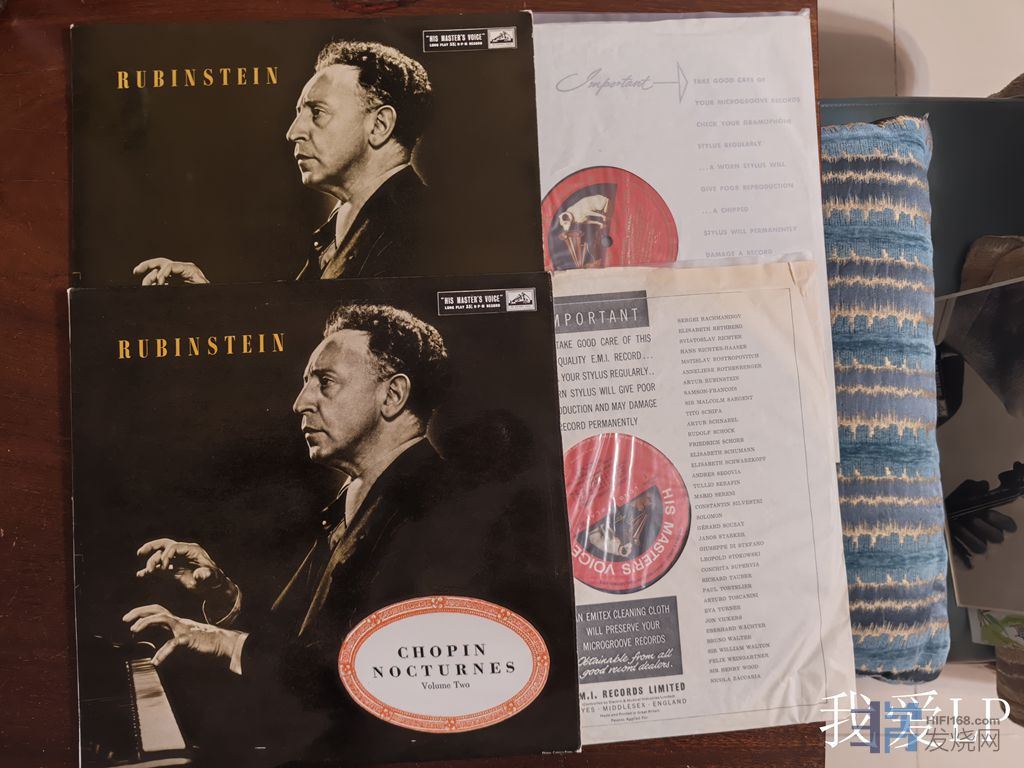 RUBINSTEIN
"HIS MASTER'S VOICE"
LONG PLAY 33⅓ R·P·M RECORD
Important
TAKE GOOD CARE OF
YOUR MICROGROOVE RECORDS
CHECK YOUR GRAMOPHONE
STYLUS REGULARLY
...A WORN STYLUS WILL
GIVE POOR REPRODUCTION
...A CHIPPED
STYLUS WILL PERMANENTLY
DAMAGE A RECORD
RUBINSTEIN
"HIS MASTER'S VOICE"
LONG PLAY 33⅓ R·P·M RECORD
CHOPIN
NOCTURNES
Volume Two
MPORTANT
TAKE GOOD CARE OF THIS
QUALITY E.M.I. RECORD...
YOUR STYLUS REGULARLY..
RN STYLUS WILL GIVE POOR
ODUCTION AND MAY DAMAGE
RECORD PERMANENTLY
HIS MASTER'S VOICE
AN EMITEX CLEANING CLOTH
WILL PRESERVE YOUR
MICROGROOVE RECORDS
Obtainable from all
good record dealers.
M.I. RECORDS LIMITED
YES · MIDDLESEX · ENGLAND
SERGEI RACHMANINOV
ELISABETH RETHBERG
SVIATOSLAV RICHTER
HANS RICHTER-HAASER
MSTISLAV ROSTROPOVITCH
ANNELIESE ROTHENBERGER
ARTUR RUBINSTEIN
SAMSON-FRANCOIS
SIR MALCOLM SARGENT
TITO SCHIPA
ARTUR SCHNABEL
RUDOLF SCHOCK
FRIEDRICH SCHORR
ELISABETH SCHUMANN
ELISABETH SCHWARZKOPF
ANDRES SEGOVIA
TULLIO SERAFIN
MARIO SERENI
CONSTANTIN SILVESTRI
SOLOMON
GÉRARD SOUZAY
JANOS STARKER
GIUSEPPE DI STEFANO
LEOPOLD STOKOWSKI
CONCHITA SUPERVIA
RICHARD TAUBER
PAUL TORTELIER
ARTURO TOSCANINI
EVA TURNER
JON VICKERS
EBERHARD WÄCHTER
BRUNO WALTER
SIR WILLIAM WALTON
FELIX WEINGARTNER
SIR HENRY WOOD
NICOLA ZACCARIA
我爱LP
HIFI168.com
发烧网